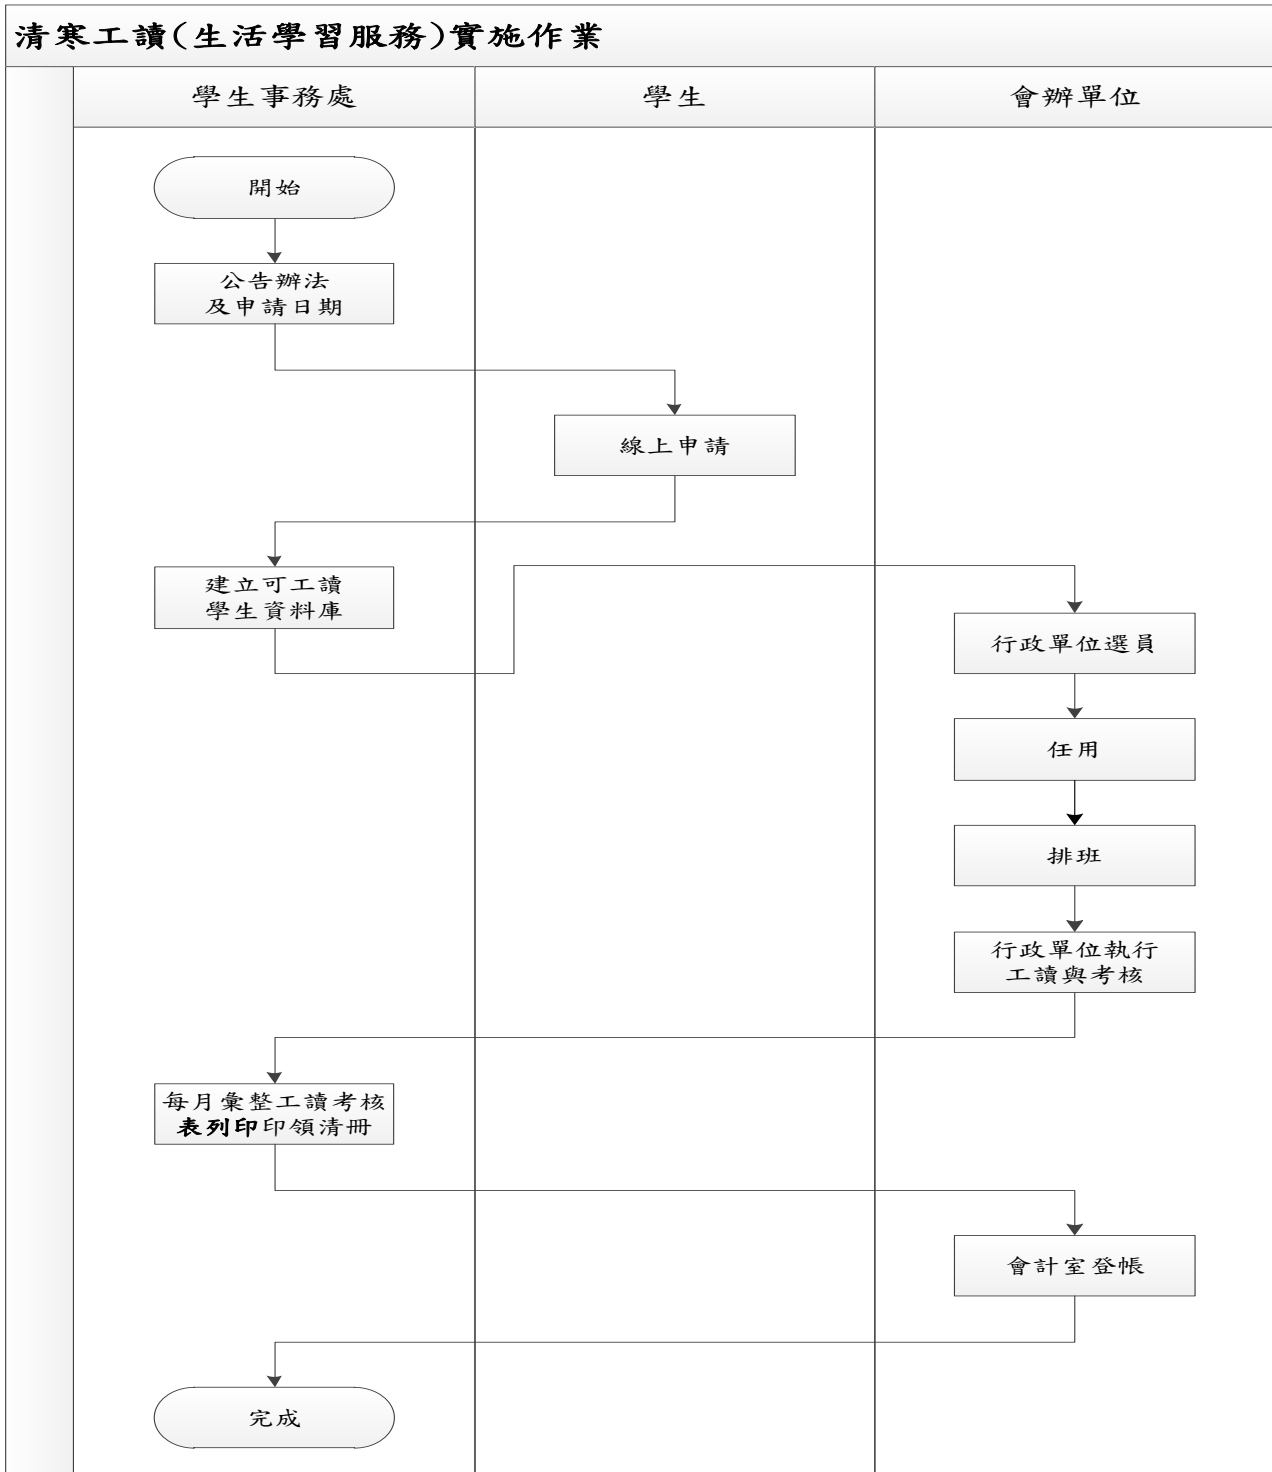 清寒工讀(生活學習服務)實施作業
學生事務處
學生
會辦單位
開始
公告辦法
及申請日期
線上申請
建立可工讀
學生資料庫
行政單位選員
任用
排班
行政單位執行
工讀與考核
每月彙整工讀考核
表列印印領清冊
會計室登帳
完成